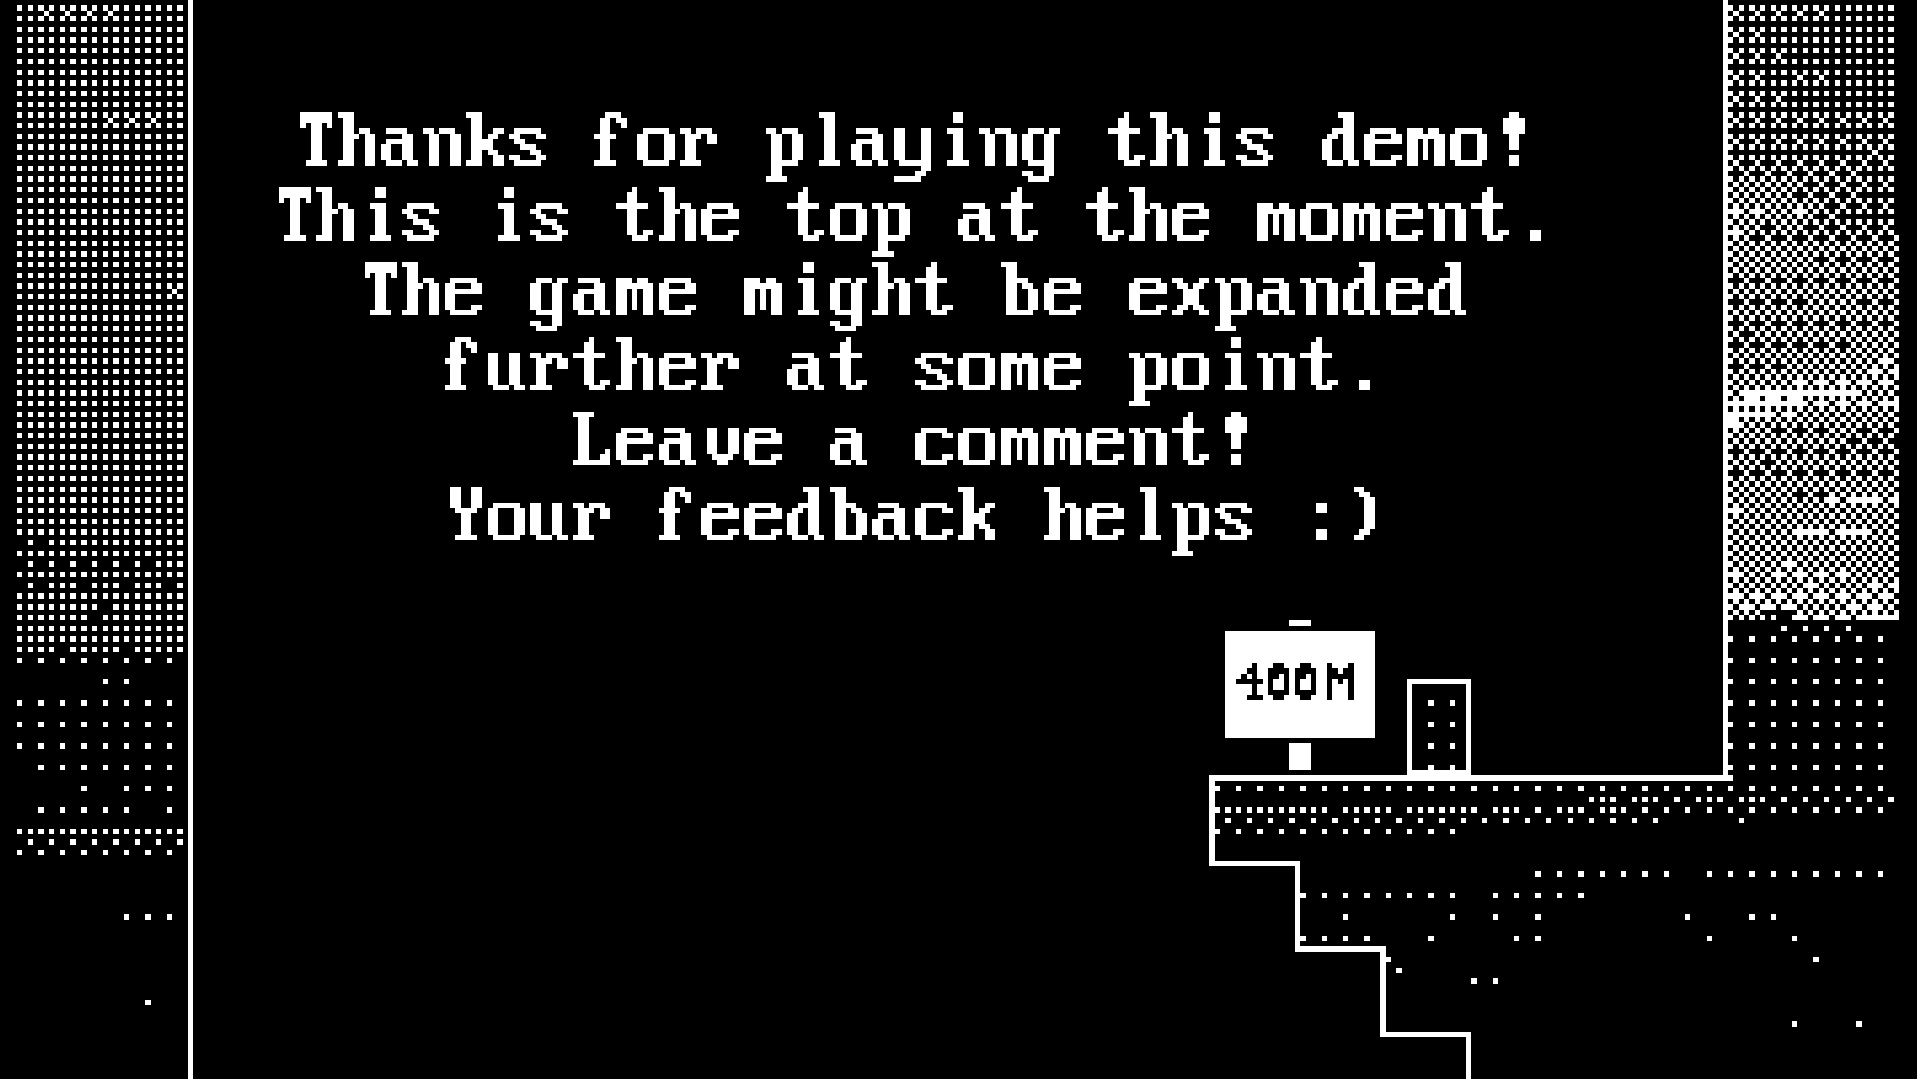 Thanks for playing this demo!
This is the top at the moment.
The game might be expanded
further at some point.
Leave a comment!
Your feedback helps :)
400M